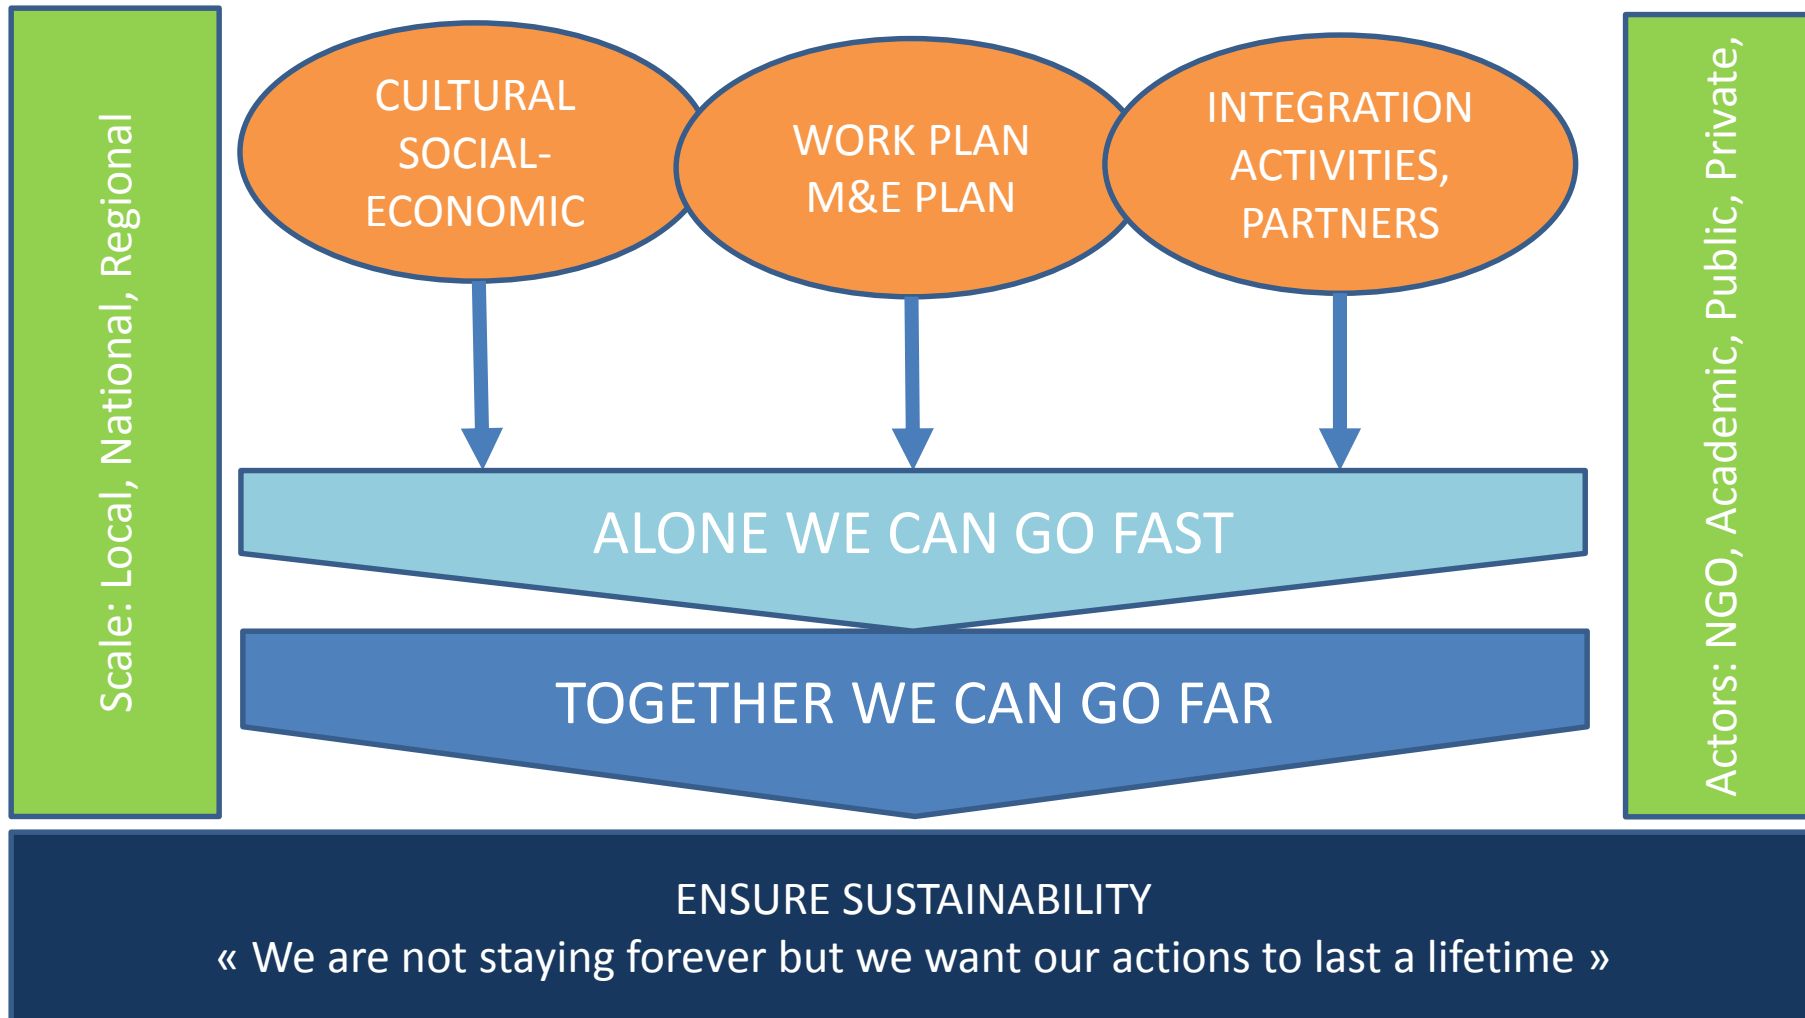 Scale: Local, National, Regional
CULTURAL
SOCIAL-
ECONOMIC
WORK PLAN
M&E PLAN
INTEGRATION
ACTIVITIES,
PARTNERS
Actors: NGO, Academic, Public, Private,
ALONE WE CAN GO FAST
TOGETHER WE CAN GO FAR
ENSURE SUSTAINABILITY
« We are not staying forever but we want our actions to last a lifetime »